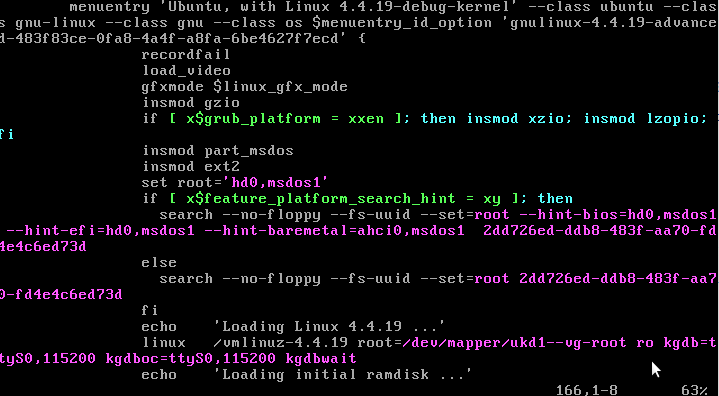 menuentry 'Ubuntu, with Linux 4.4.19-debug-kernel' --class ubuntu --clas
s gnu-linux --class gnu --class os $menuentry_id_option 'gnulinux-4.4.19-advance
d-483f83ce-0fa8-4a4f-a8fa-6be4627f7ecd' {
recordfail
load_video
gfxmode $linux_gfx_mode
insmod gzio
if [ x$grub_platform = xxen ]; then insmod xzio; insmod lzopio;
fi
insmod part_msdos
insmod ext2
set root='hd0,msdos1'
if [ x$feature_platform_search_hint = xy ]; then
search --no-floppy --fs-uuid --set=root --hint-bios=hd0,msdos1
--hint-efi=hd0,msdos1 --hint-baremetal=ahci0,msdos1 2dd726ed-ddb8-483f-aa70-fd
4e4c6ed73d
else
search --no-floppy --fs-uuid --set=root 2dd726ed-ddb8-483f-aa7
0-fd4e4c6ed73d
fi
echo 'Loading Linux 4.4.19 ...'
linux /vmlinuz-4.4.19 root=/dev/mapper/ukd1--vg-root ro kgdb=t
tyS0,115200 kgdboc=ttyS0,115200 kgdbwait
echo 'Loading initial ramdisk ...'
166,1-8 63%